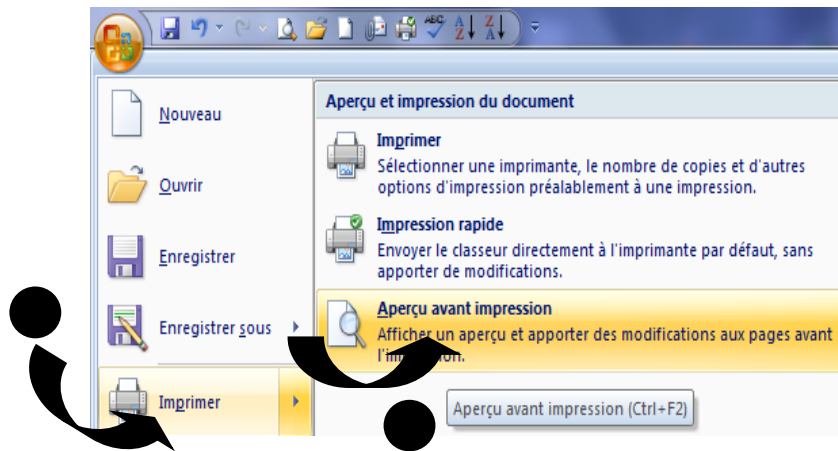 ABC
A
Z
Z
A
Nouveau
Ouvrir
Enregistrer
Enregistrer sous
Imprimer
Aperçu et impression du document
Imprimer
Sélectionner une imprimante, le nombre de copies et d'autres
options d'impression préalablement à une impression.
Impression rapide
Envoyer le classeur directement à l'imprimante par défaut, sans
apporter de modifications.
Aperçu avant impression
Afficher un aperçu et apporter des modifications aux pages avant
Aperçu avant impression (Ctrl+F2)